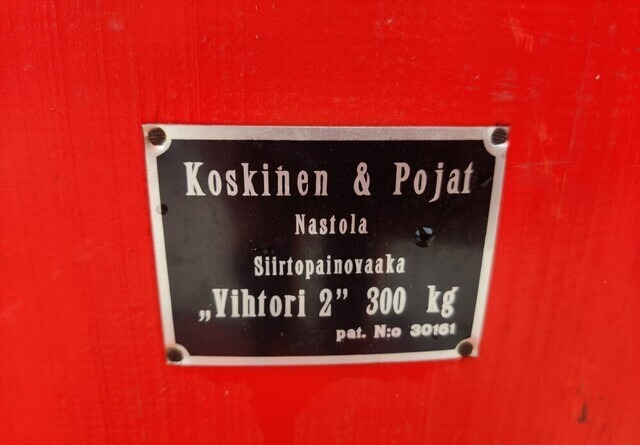 Koskinen & Pojat
Nastola
Siirtopainovaaka
„Vihtori 2” 300 kg
pat. N:o 30161